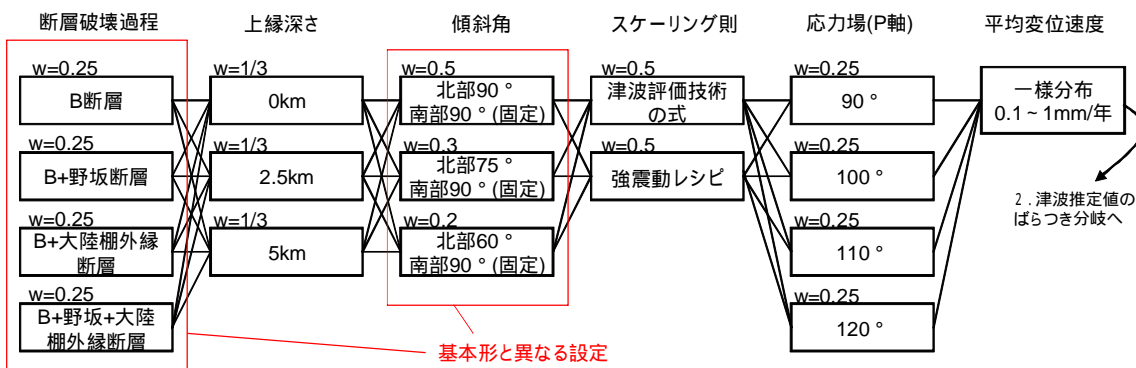 断層破壊過程
上縁深さ
傾斜角
スケーリング則
応力場(P軸)
平均変位速度
w=0.25
B断層
w=0.25
B+野坂断層
w=0.25
B+大陸棚外縁
断層
w=0.25
B+野坂+大陸
棚外縁断層
w=1/3
0km
w=1/3
2.5km
w=1/3
5km
w=0.5
北部90°
南部90°(固定)
w=0.3
北部75°
南部90°(固定)
w=0.2
北部60°
南部90°(固定)
w=0.5
津波評価技術
の式
w=0.5
強震動レシピ
w=0.25
90°
w=0.25
100°
w=0.25
110°
w=0.25
120°
一様分布
0.1~1mm/年
2.津波推定値の
ばらつき分岐へ
基本形と異なる設定